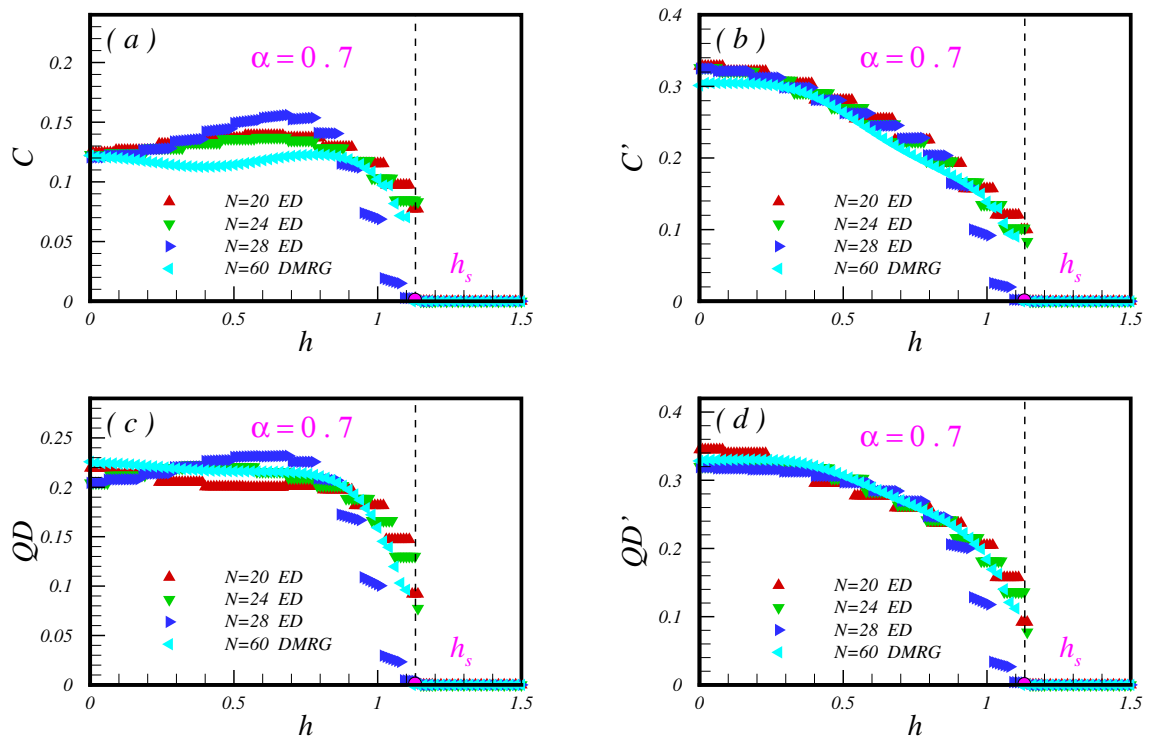 ( a )
α = 0 . 7
C
0.2
0.15
0.1
0.05
0
N=20 ED
N=24 ED
N=28 ED
N=60 DMRG
h_s
0
0.5
1
1.5
h
( b )
α = 0 . 7
C'
0.4
0.3
0.2
0.1
0
N=20 ED
N=24 ED
N=28 ED
N=60 DMRG
h_s
0
0.5
1
1.5
h
( c )
α = 0 . 7
QD
0.25
0.2
0.15
0.1
0.05
0
N=20 ED
N=24 ED
N=28 ED
N=60 DMRG
h_s
0
0.5
1
1.5
h
( d )
α = 0 . 7
QD'
0.4
0.3
0.2
0.1
0
N=20 ED
N=24 ED
N=28 ED
N=60 DMRG
h_s
0
0.5
1
1.5
h